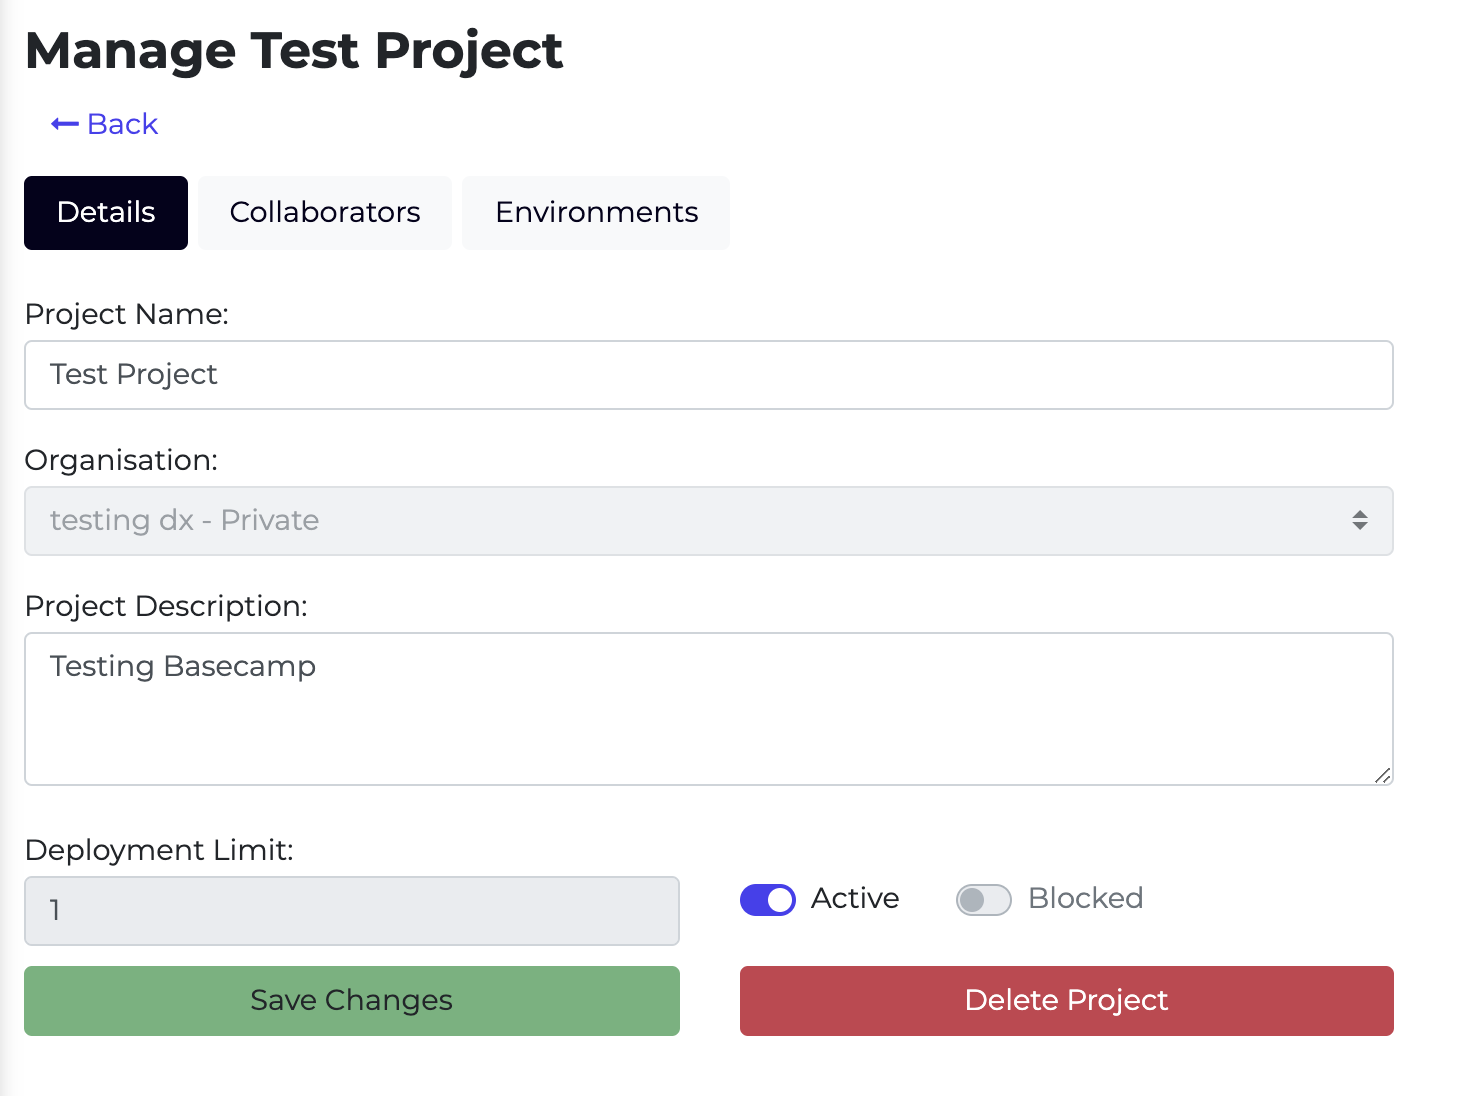 Manage Test Project
Back
Details Collaborators Environments
Project Name:
Test Project
Organisation:
testing dx - Private
Project Description:
Testing Basecamp
Deployment Limit:
1 Active Blocked
Save Changes Delete Project